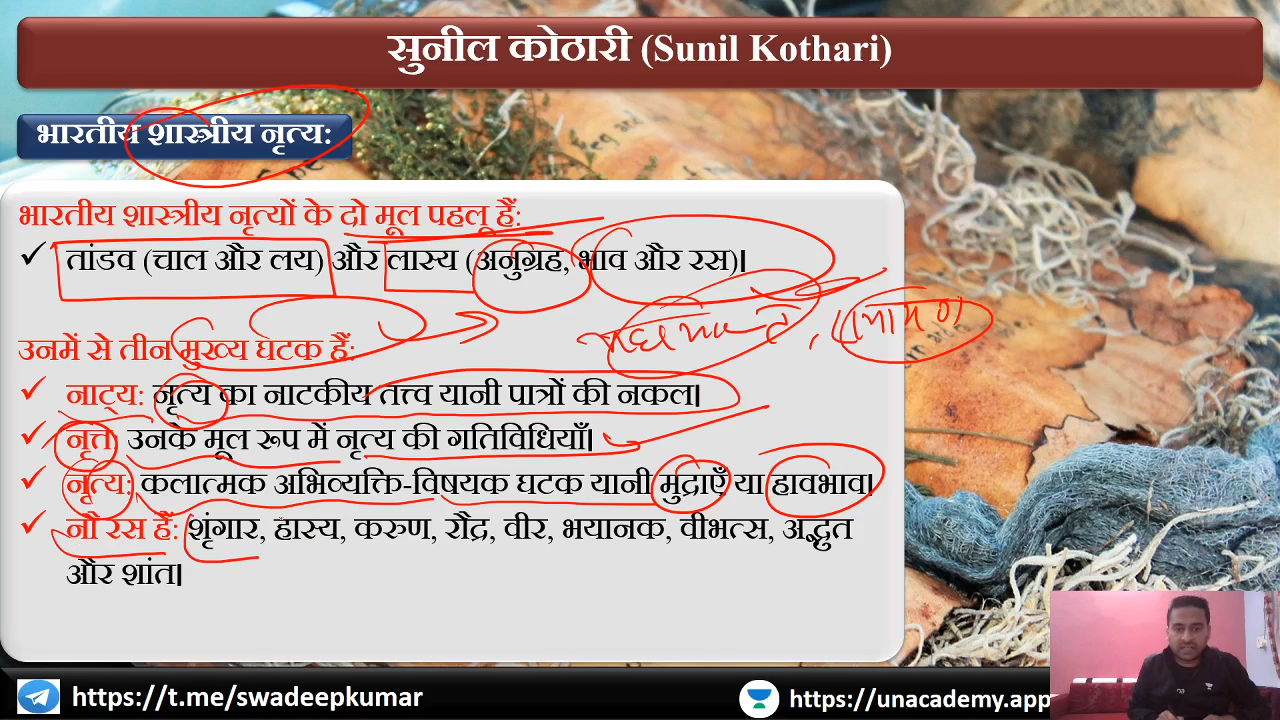 सुनील कोठारी (Sunil Kothari)
भारतीय शास्त्रीय नृत्य:
भारतीय शास्त्रीय नृत्यों के दो मूल पहलू हैं:
✓ तांडव (चाल और लय) और लास्य (अनुग्रह, भाव और रस)।
, रामायण
उनमें से तीन मुख्य घटक हैं:
✓ नाट्य: नृत्य का नाटकीय तत्त्व यानी पात्रों की नकल।
✓ नृत्त: उनके मूल रूप में नृत्य की गतिविधियाँ।
✓ नृत्य: कलात्मक अभिव्यक्ति-विषयक घटक यानी मुद्राएँ या हावभाव।
✓ नौ रस हैं: शृंगार, हास्य, करुण, रौद्र, वीर, भयानक, वीभत्स, अद्भुत
और शांत।
https://t.me/swadeepkumar
https://unacademy.app